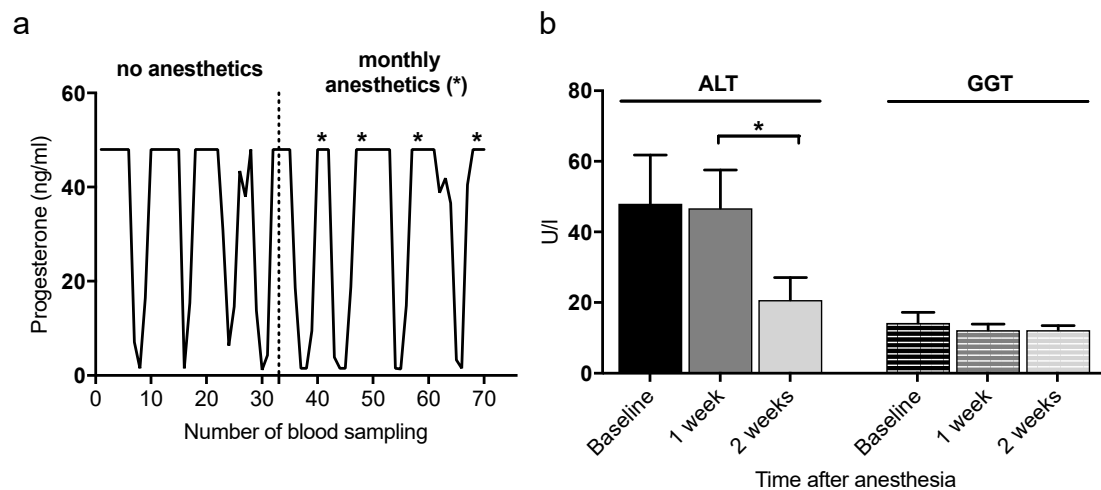 a
no anesthetics
monthly
anesthetics (*)
60
40
20
0
* * * *
Progesterone (ng/ml)
0 10 20 30 40 50 60 70
Number of blood sampling
b
ALT GGT
80
60
40
20
0
*
U/l
Baseline
1 week
2 weeks
Baseline
1 week
2 weeks
Time after anesthesia